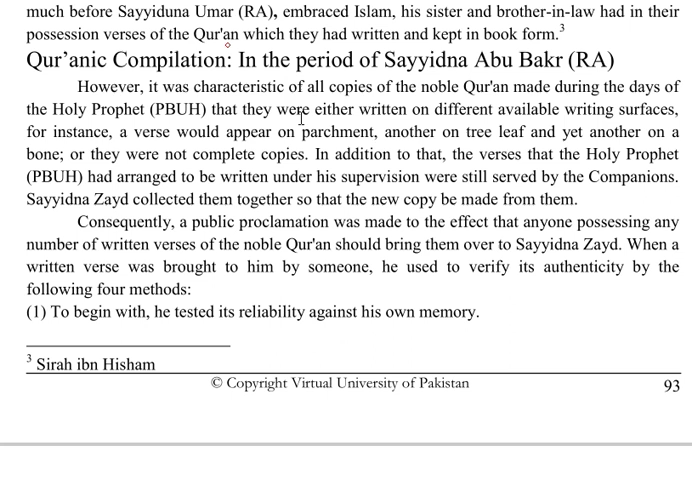 much before Sayyiduna Umar (RA), embraced Islam, his sister and brother-in-law had in their
possession verses of the Qur'an which they had written and kept in book form.3
Qur’anic Compilation: In the period of Sayyidna Abu Bakr (RA)
However, it was characteristic of all copies of the noble Qur'an made during the days of
the Holy Prophet (PBUH) that they were either written on different available writing surfaces,
for instance, a verse would appear on parchment, another on tree leaf and yet another on a
bone; or they were not complete copies. In addition to that, the verses that the Holy Prophet
(PBUH) had arranged to be written under his supervision were still served by the Companions.
Sayyidna Zayd collected them together so that the new copy be made from them.
Consequently, a public proclamation was made to the effect that anyone possessing any
number of written verses of the noble Qur'an should bring them over to Sayyidna Zayd. When a
written verse was brought to him by someone, he used to verify its authenticity by the
following four methods:
(1) To begin with, he tested its reliability against his own memory.
3 Sirah ibn Hisham
© Copyright Virtual University of Pakistan 93